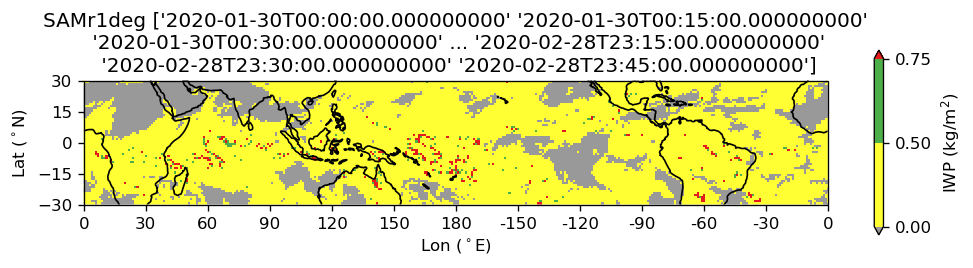 SAMr1deg ['2020-01-30T00:00:00.000000000' '2020-01-30T00:15:00.000000000'
'2020-01-30T00:30:00.000000000' ... '2020-02-28T23:15:00.000000000'
'2020-02-28T23:30:00.000000000' '2020-02-28T23:45:00.000000000']
30
15
0
−15
−30
Lat (°N)
0 30 60 90 120 150 180 -150 -120 -90 -60 -30 0
Lon (°E)
0.75
0.50
0.00
IWP (kg/m²)